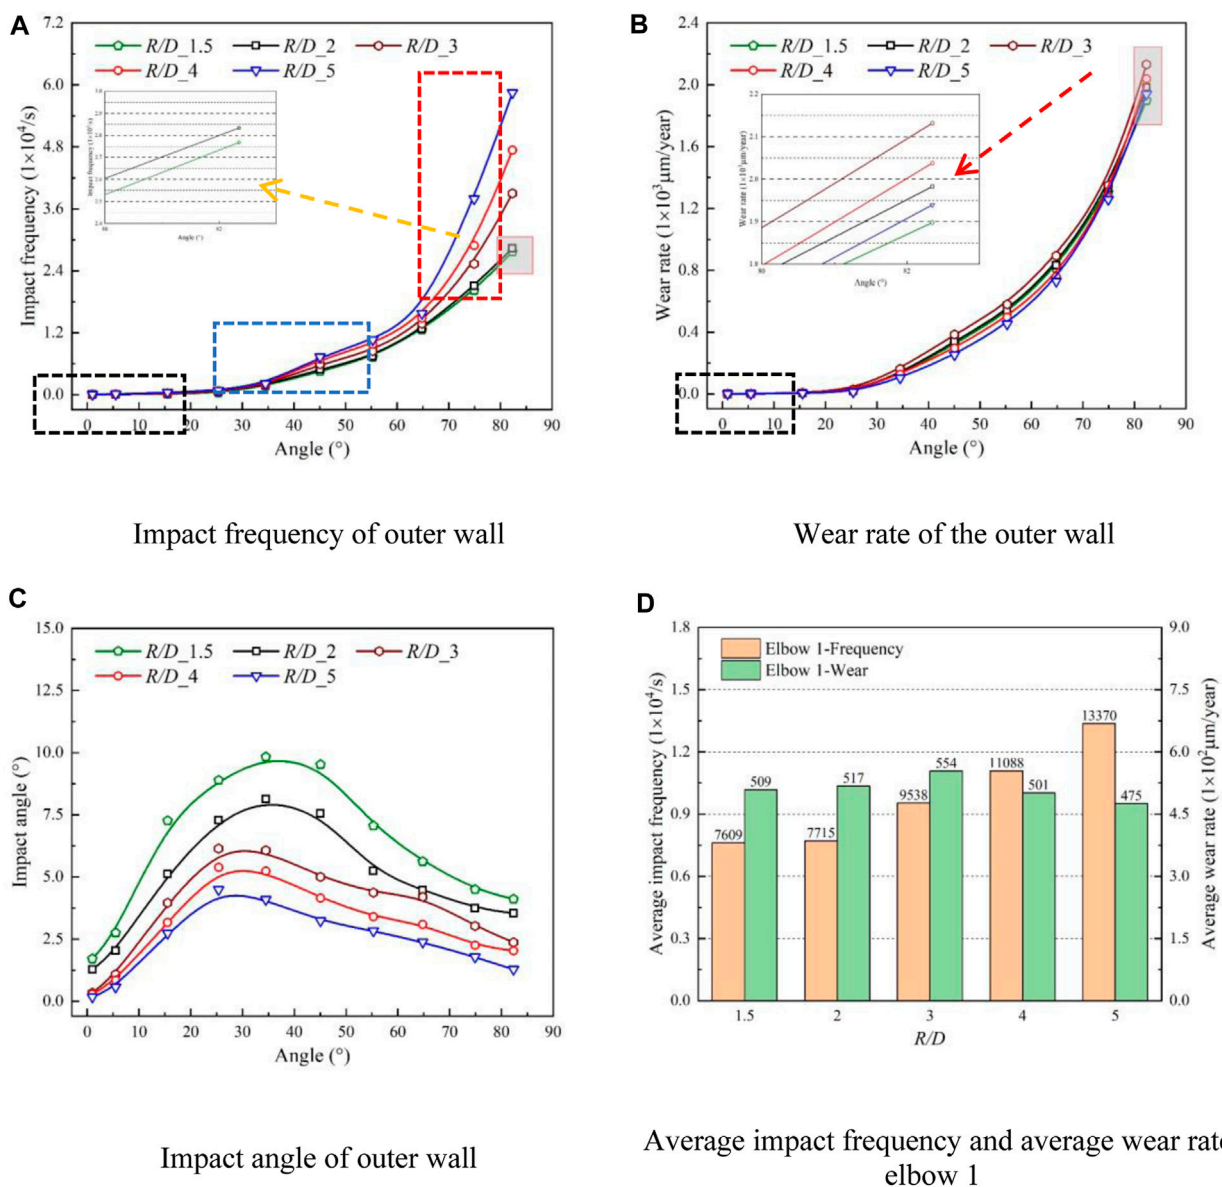 A
7.2
6.0
4.8
3.6
2.4
1.2
0.0
Impact frequency (1×10⁴/s)
R/D_1.5 R/D_2 R/D_3
R/D_4 R/D_5
Impact frequency (1×10⁴/s)
Angle (°)
0 10 20 30 40 50 60 70 80 90
Angle (°)
Impact frequency of outer wall
B
2.4
2.0
1.6
1.2
0.8
0.4
0.0
Wear rate (1×10³μm/year)
R/D_1.5 R/D_2 R/D_3
R/D_4 R/D_5
2.2
2.1
2.0
1.9
1.8
Wear rate (1×10³μm/year)
80 82
Angle (°)
0 10 20 30 40 50 60 70 80 90
Angle (°)
Wear rate of the outer wall
C
15.0
12.5
10.0
7.5
5.0
2.5
0.0
Impact angle (°)
R/D_1.5 R/D_2 R/D_3
R/D_4 R/D_5
0 10 20 30 40 50 60 70 80 90
Angle (°)
Impact angle of outer wall
D
1.8
1.5
1.2
0.9
0.6
0.3
0.0
Average impact frequency (1×10⁴/s)
Elbow 1-Frequency
Elbow 1-Wear
7609 509 7715 517 9538 554 11088 501 13370 475
9.0
7.5
6.0
4.5
3.0
1.5
0.0
Average wear rate (1×10²μm/year)
1.5 2 3 4 5
R/D
Average impact frequency and average wear rate
elbow 1